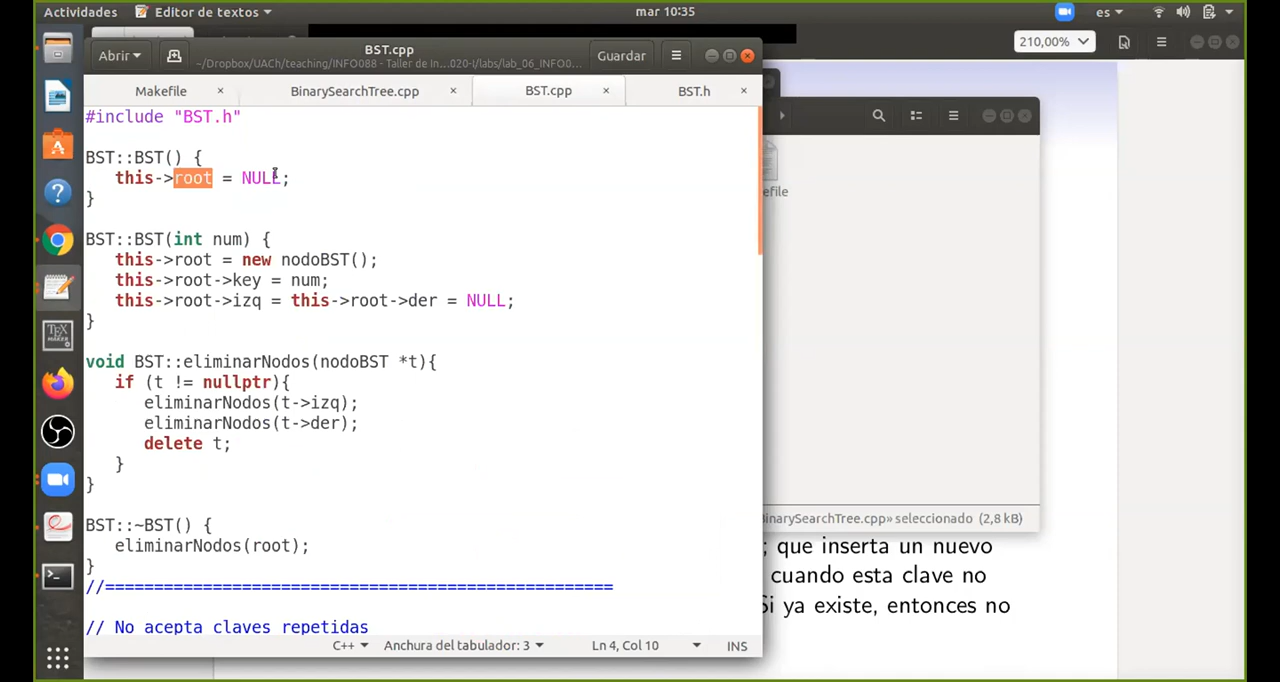 Actividades
Editor de textos
mar 10:35
es
Abrir
BST.cpp
~/Dropbox/UACh/teaching/INFO088 - Taller de In…020-I/labs/lab_06_INFO0…
Guardar
210,00%
Makefile
BinarySearchTree.cpp
BST.cpp
BST.h
#include "BST.h"
BST::BST() {
this->root = NULL;
}
BST::BST(int num) {
this->root = new nodoBST();
this->root->key = num;
this->root->izq = this->root->der = NULL;
}
void BST::eliminarNodos(nodoBST *t){
if (t != nullptr){
eliminarNodos(t->izq);
eliminarNodos(t->der);
delete t;
}
}
BST::~BST() {
eliminarNodos(root);
}
//====================================================
// No acepta claves repetidas
C++
Anchura del tabulador: 3
Ln 4, Col 10
INS
efile
BinarySearchTree.cpp» seleccionado (2,8 kB)
; que inserta un nuevo
cuando esta clave no
Si ya existe, entonces no
TEX
MAKER